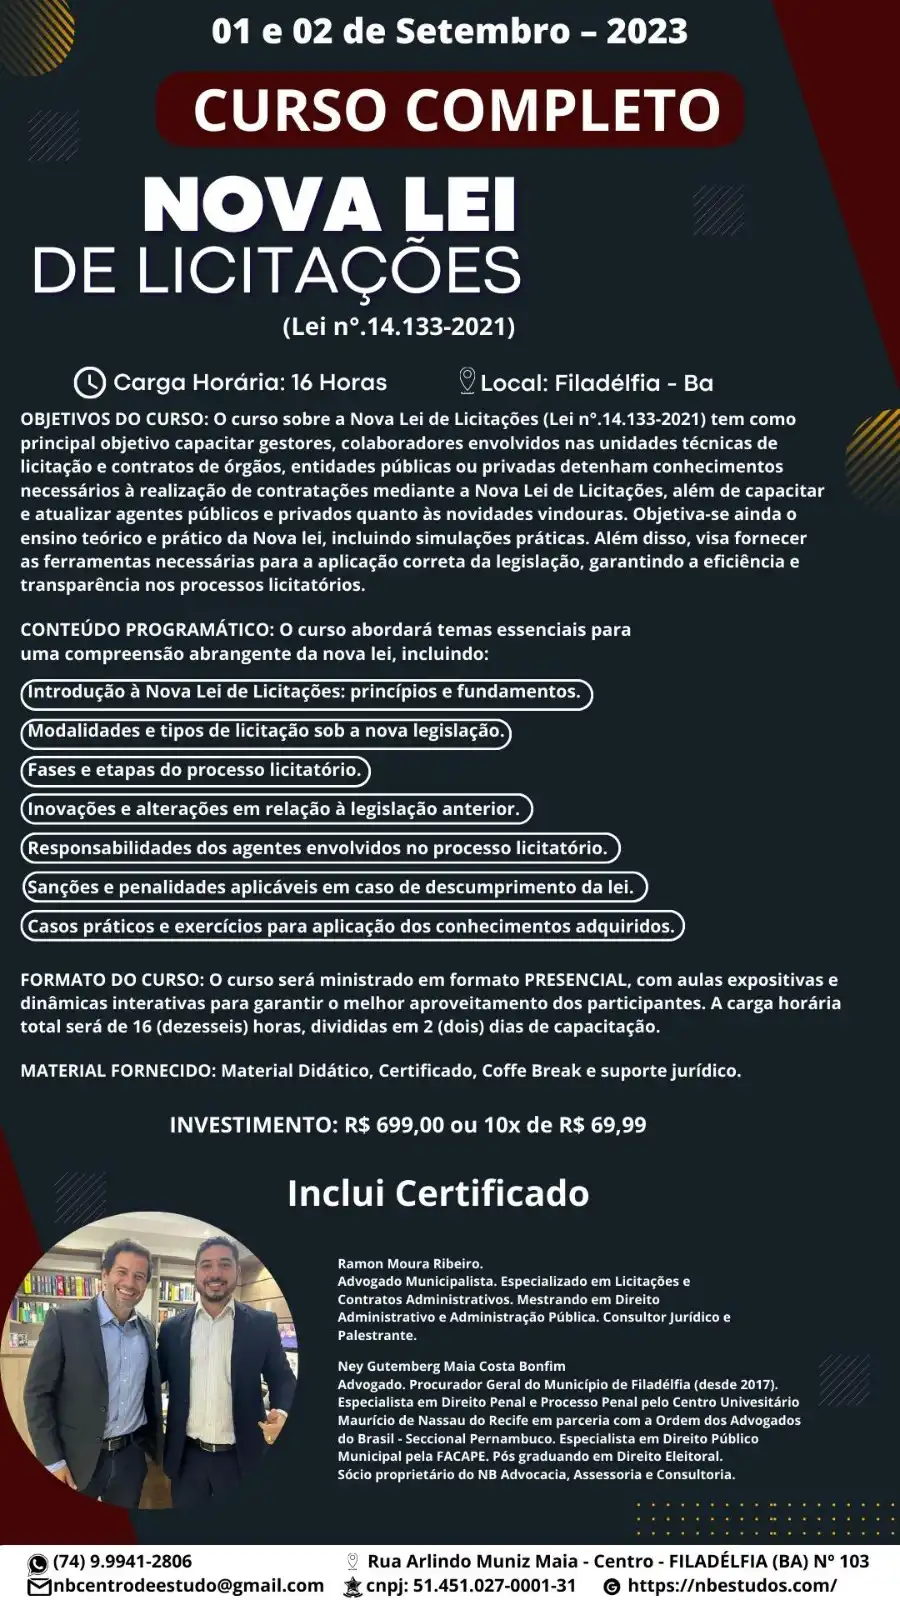 01 e 02 de Setembro – 2023
CURSO COMPLETO
NOVA LEI
DE LICITAÇÕES
(Lei n°.14.133-2021)
Carga Horária: 16 Horas
Local: Filadélfia - Ba
OBJETIVOS DO CURSO: O curso sobre a Nova Lei de Licitações (Lei n°.14.133-2021) tem como
principal objetivo capacitar gestores, colaboradores envolvidos nas unidades técnicas de
licitação e contratos de órgãos, entidades públicas ou privadas detenham conhecimentos
necessários à realização de contratações mediante a Nova Lei de Licitações, além de capacitar
e atualizar agentes públicos e privados quanto às novidades vindouras. Objetiva-se ainda o
ensino teórico e prático da Nova lei, incluindo simulações práticas. Além disso, visa fornecer
as ferramentas necessárias para a aplicação correta da legislação, garantindo a eficiência e
transparência nos processos licitatórios.
CONTEÚDO PROGRAMÁTICO: O curso abordará temas essenciais para
uma compreensão abrangente da nova lei, incluindo:
Introdução à Nova Lei de Licitações: princípios e fundamentos.
Modalidades e tipos de licitação sob a nova legislação.
Fases e etapas do processo licitatório.
Inovações e alterações em relação à legislação anterior.
Responsabilidades dos agentes envolvidos no processo licitatório.
Sanções e penalidades aplicáveis em caso de descumprimento da lei.
Casos práticos e exercícios para aplicação dos conhecimentos adquiridos.
FORMATO DO CURSO: O curso será ministrado em formato PRESENCIAL, com aulas expositivas e
dinâmicas interativas para garantir o melhor aproveitamento dos participantes. A carga horária
total será de 16 (dezesseis) horas, divididas em 2 (dois) dias de capacitação.
MATERIAL FORNECIDO: Material Didático, Certificado, Coffe Break e suporte jurídico.
INVESTIMENTO: R$ 699,00 ou 10x de R$ 69,99
Inclui Certificado
Ramon Moura Ribeiro.
Advogado Municipalista. Especializado em Licitações e
Contratos Administrativos. Mestrando em Direito
Administrativo e Administração Pública. Consultor Jurídico e
Palestrante.
Ney Gutemberg Maia Costa Bonfim
Advogado. Procurador Geral do Município de Filadélfia (desde 2017).
Especialista em Direito Penal e Processo Penal pelo Centro Univesitário
Maurício de Nassau do Recife em parceria com a Ordem dos Advogados
do Brasil - Seccional Pernambuco. Especialista em Direito Público
Municipal pela FACAPE. Pós graduando em Direito Eleitoral.
Sócio proprietário do NB Advocacia, Assessoria e Consultoria.
(74) 9.9941-2806
Rua Arlindo Muniz Maia - Centro - FILADÉLFIA (BA) Nº 103
nbcentrodeestudo@gmail.com
cnpj: 51.451.027-0001-31
https://nbestudos.com/